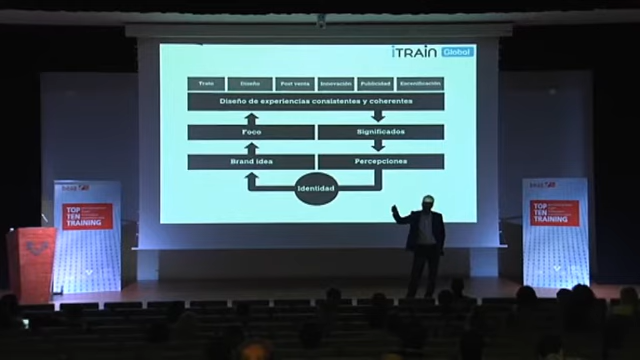 iTRAIN Global
Trato
Diseño
Post venta
Innovación
Publicidad
Escenificación
Diseño de experiencias consistentes y coherentes
Foco
Significados
Brand idea
Percepciones
Identidad
TOP
TEN
TRAINING
TOP
TEN
TRAINING